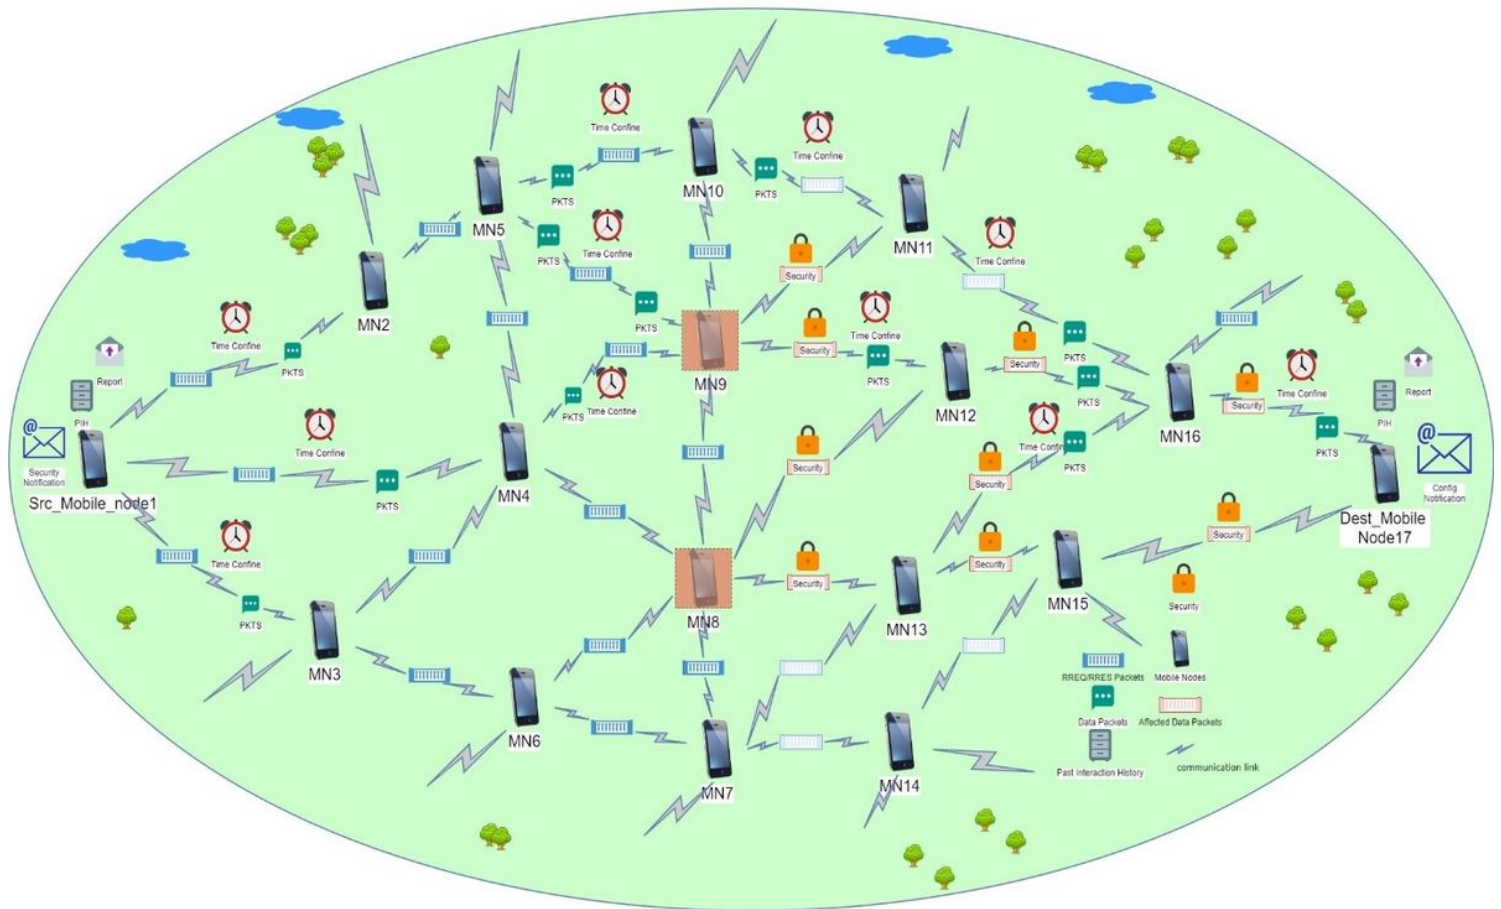 Time Confine
Time Confine
MN10
PKTS
PKTS
MN5
PKTS
Time Confine
MN11
Time Confine
Security
PKTS
MN2
Time Confine
PKTS
Time Confine
Security
PKTS
Security
PKTS
MN9
PKTS
Time Confine
MN12
PKTS
Report
PIH
@
Security
Notification
Src_Mobile_node1
Time Confine
PKTS
MN4
Security
Time Confine
Security
PKTS
MN16
Security
Time Confine
PKTS
Report
PIH
@
Config
Notification
Dest_Mobile
Node17
Security
Time Confine
PKTS
MN3
MN8
Security
MN13
Security
MN15
MN6
MN7
MN14
Security
RREQ/RRES Packets
Mobile Nodes
Data Packets
Affected Data Packets
Past Interaction History
communication link